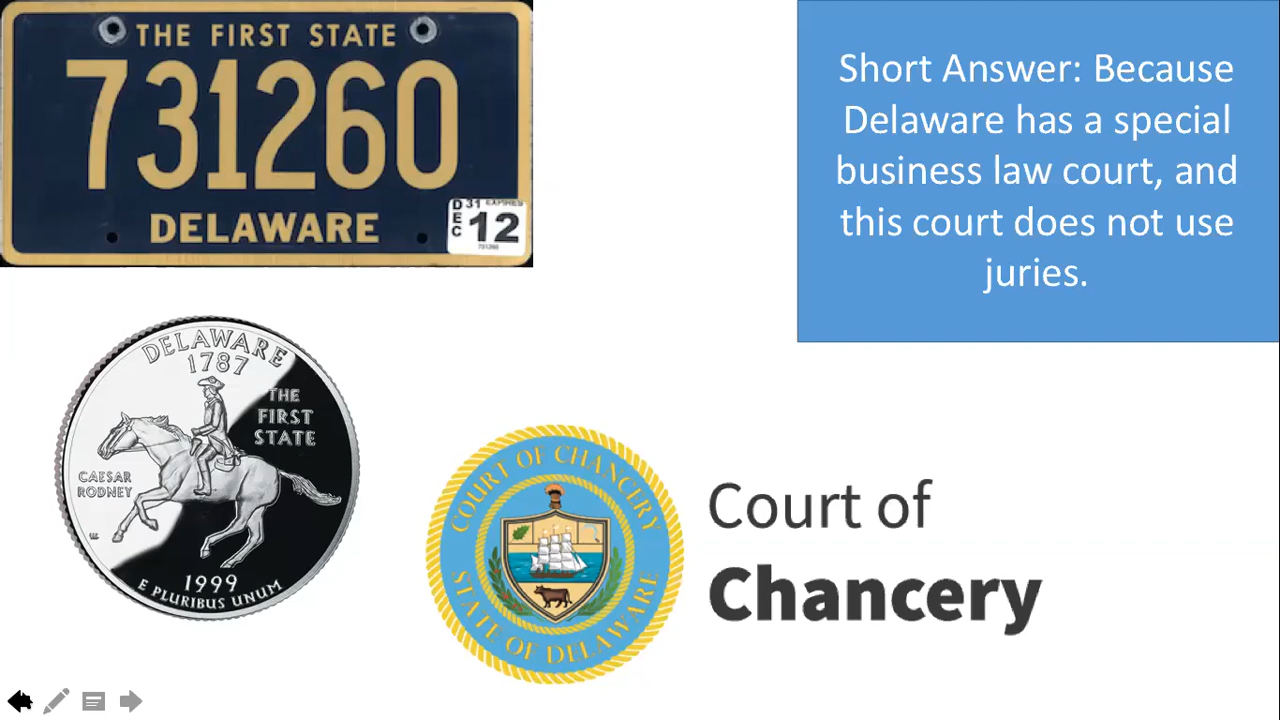 THE FIRST STATE
731260
DELAWARE
DEC
31 EXPIRES
12
731260
Short Answer: Because
Delaware has a special
business law court, and
this court does not use
juries.
DELAWARE
1787
THE
FIRST
STATE
CAESAR
RODNEY
1999
E PLURIBUS UNUM
COURT OF CHANCERY
STATE OF DELAWARE
Court of
Chancery